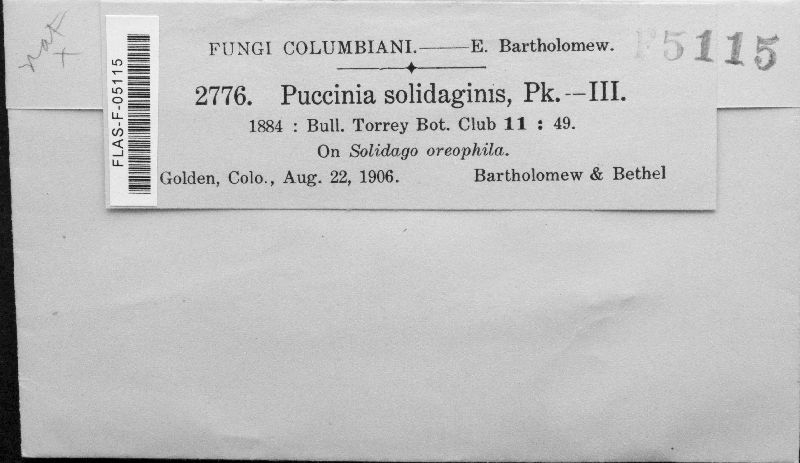 FUNGI COLUMBIANI.——E. Bartholomew.
F5115
2776. Puccinia solidaginis, Pk.—III.
1884 : Bull. Torrey Bot. Club 11 : 49.
On Solidago oreophila.
Golden, Colo., Aug. 22, 1906. Bartholomew & Bethel
FLAS-F-05115